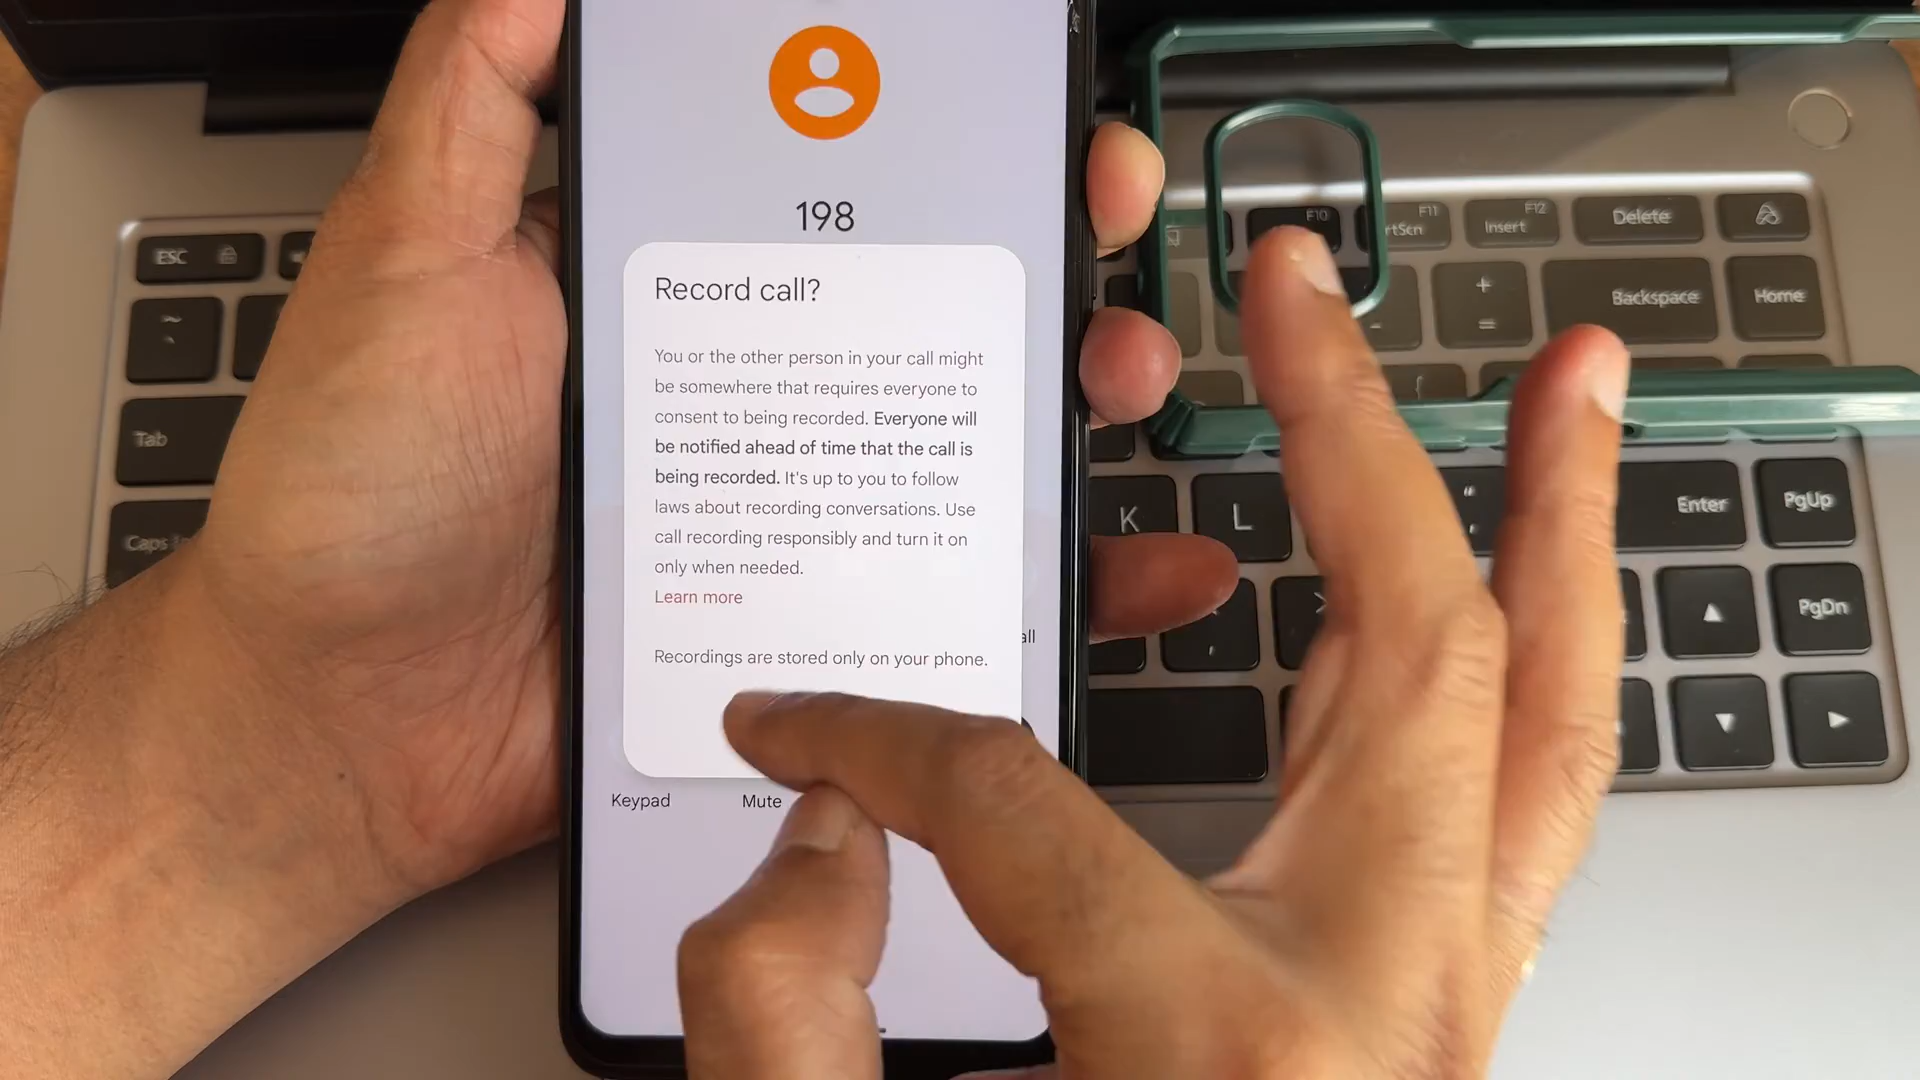 198
Record call?
You or the other person in your call might
be somewhere that requires everyone to
consent to being recorded. Everyone will
be notified ahead of time that the call is
being recorded. It's up to you to follow
laws about recording conversations. Use
call recording responsibly and turn it on
only when needed.
Learn more
all
Recordings are stored only on your phone.
Keypad Mute
ESC
~
`
Tab
Caps
F10 F11 F12
rtScn Insert Delete
+
=
-
Backspace Home
{
K L
"
'
Enter PgUp
>
PgDn